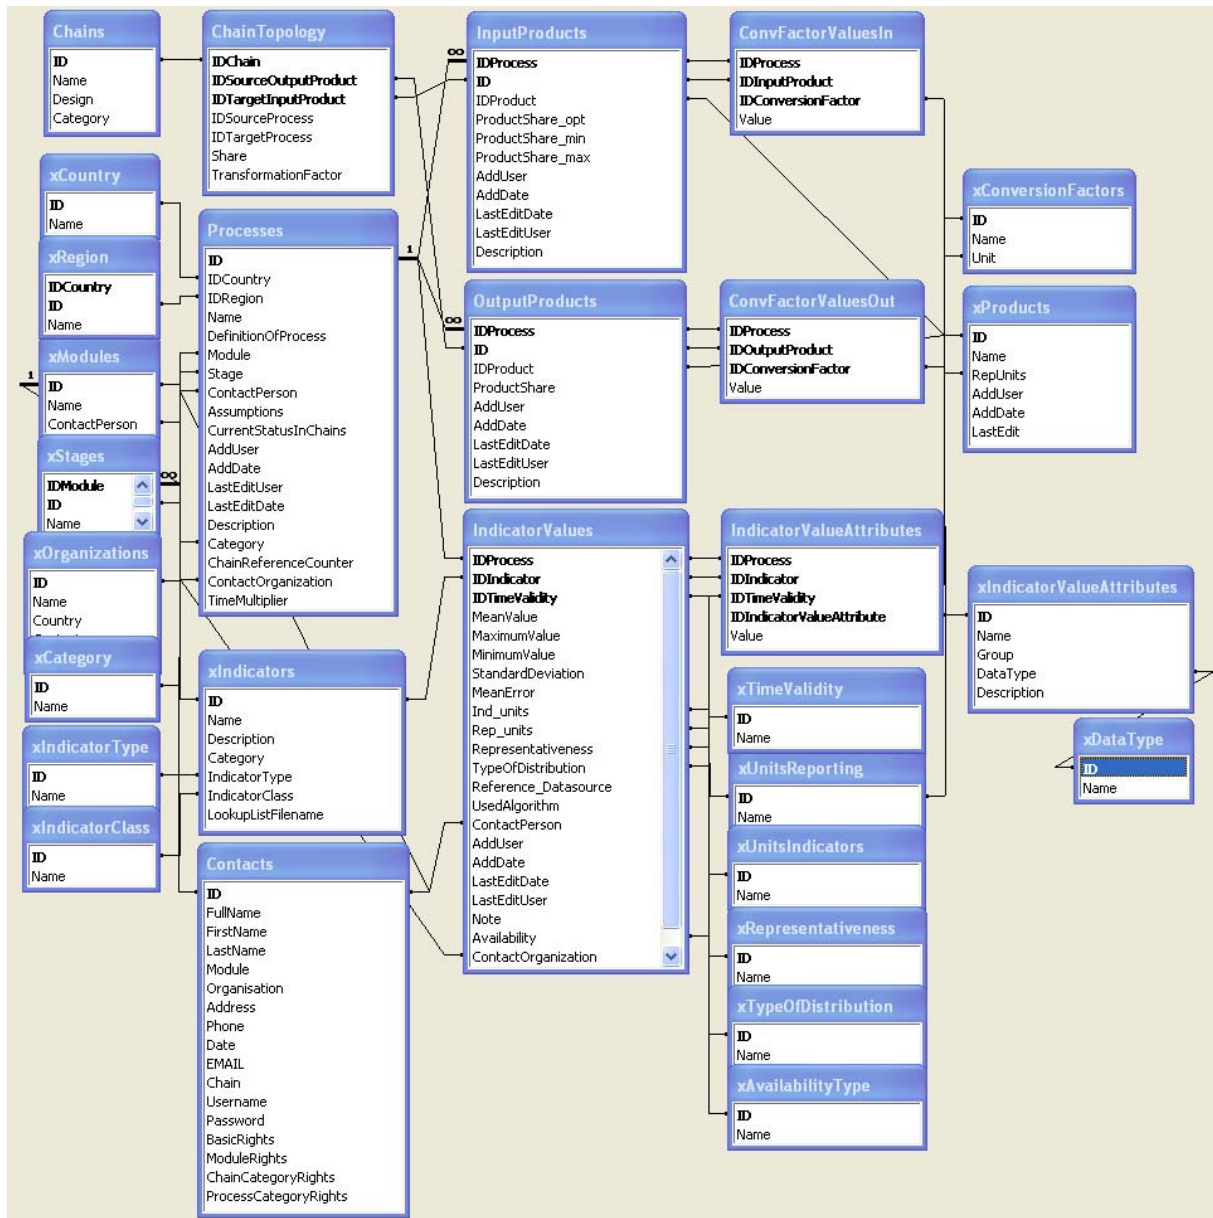 Chains
ID
Name
Design
Category
ChainTopology
IDChain
IDSourceOutputProduct
IDTargetInputProduct
IDSourceProcess
IDTargetProcess
Share
TransformationFactor
InputProducts
∞
IDProcess
ID
IDProduct
ProductShare_opt
ProductShare_min
ProductShare_max
AddUser
AddDate
LastEditDate
LastEditUser
Description
ConvFactorValuesIn
IDProcess
IDInputProduct
IDConversionFactor
Value
xCountry
ID
Name
xRegion
IDCountry
ID
Name
xModules
1
ID
Name
ContactPerson
xStages
∞
IDModule
ID
Name
xOrganizations
ID
Name
Country
xCategory
ID
Name
xIndicatorType
ID
Name
xIndicatorClass
ID
Name
Processes
1
ID
IDCountry
IDRegion
Name
DefinitionOfProcess
Module
Stage
ContactPerson
Assumptions
CurrentStatusInChains
AddUser
AddDate
LastEditUser
LastEditDate
Description
Category
ChainReferenceCounter
ContactOrganization
TimeMultiplier
xIndicators
ID
Name
Description
Category
IndicatorType
IndicatorClass
LookupListFilename
Contacts
ID
FullName
FirstName
LastName
Module
Organisation
Address
Phone
Date
EMAIL
Chain
Username
Password
BasicRights
ModuleRights
ChainCategoryRights
ProcessCategoryRights
OutputProducts
∞
IDProcess
ID
IDProduct
ProductShare
AddUser
AddDate
LastEditDate
LastEditUser
Description
ConvFactorValuesOut
IDProcess
IDOutputProduct
IDConversionFactor
Value
xConversionFactors
ID
Name
Unit
xProducts
ID
Name
RepUnits
AddUser
AddDate
LastEdit
IndicatorValues
IDProcess
IDIndicator
IDTimeValidity
MeanValue
MaximumValue
MinimumValue
StandardDeviation
MeanError
Ind_units
Rep_units
Representativeness
TypeOfDistribution
Reference_Datasource
UsedAlgorithm
ContactPerson
AddUser
AddDate
LastEditDate
LastEditUser
Note
Availability
ContactOrganization
IndicatorValueAttributes
IDProcess
IDIndicator
IDTimeValidity
IDIndicatorValueAttribute
Value
xIndicatorValueAttributes
ID
Name
Group
DataType
Description
xDataType
ID
Name
xTimeValidity
ID
Name
xUnitsReporting
ID
Name
xUnitsIndicators
ID
Name
xRepresentativeness
ID
Name
xTypeOfDistribution
ID
Name
xAvailabilityType
ID
Name